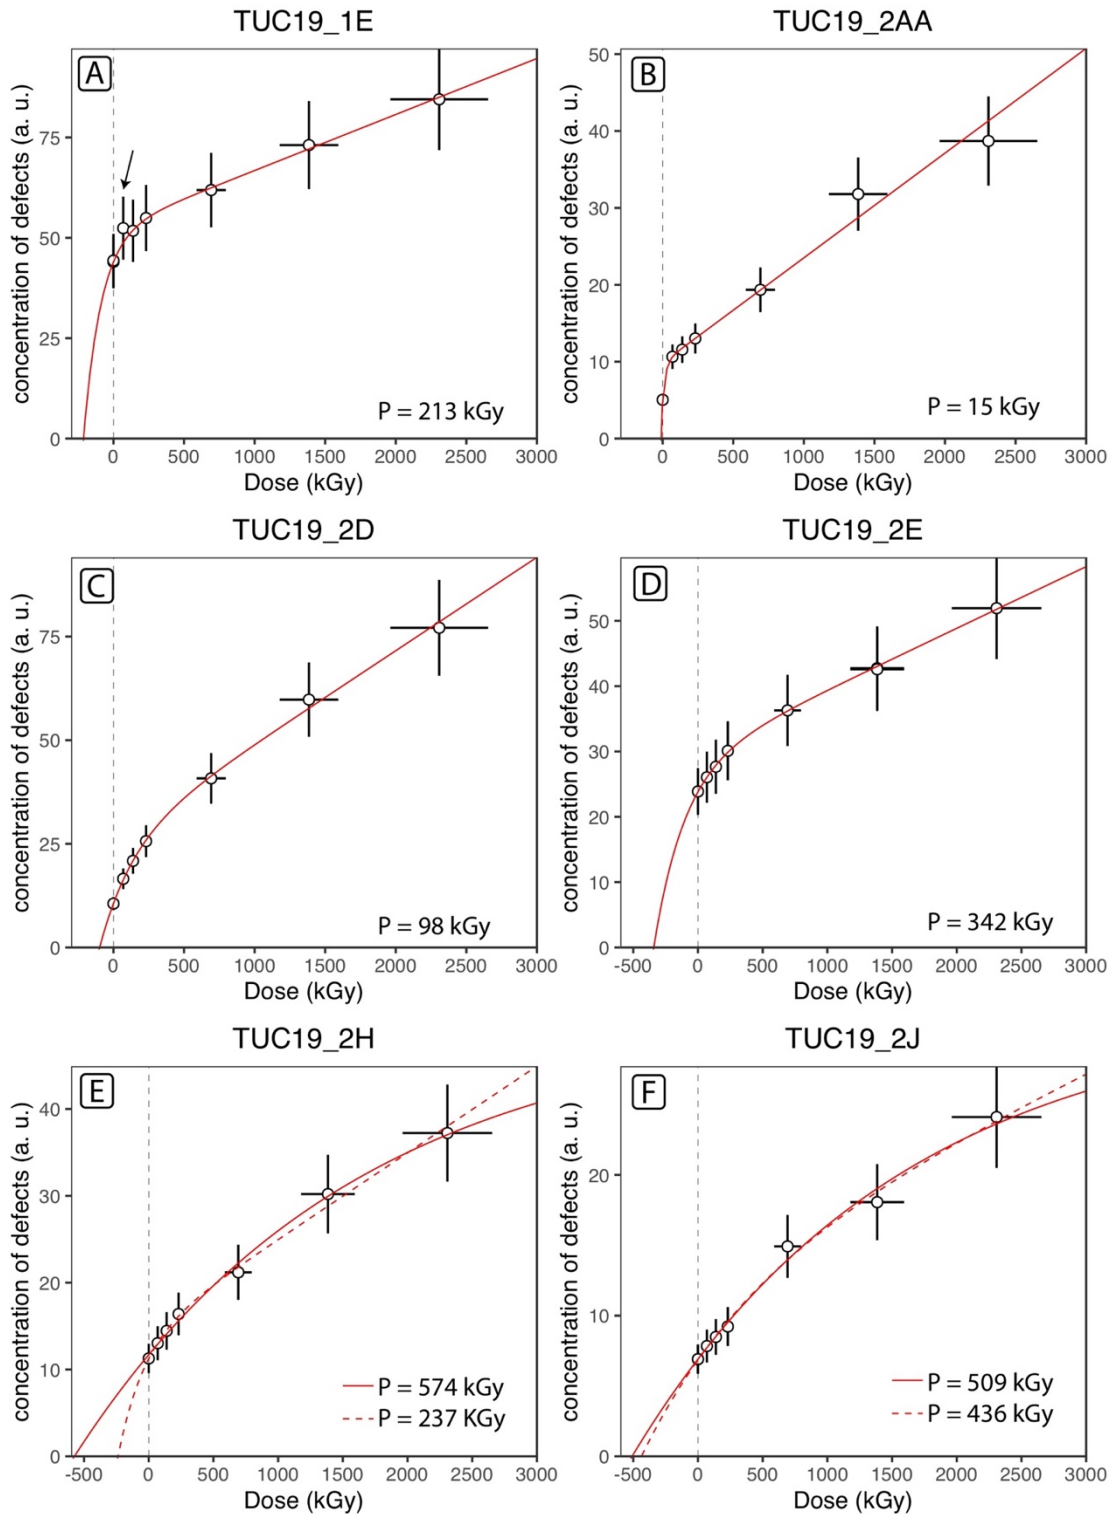 TUC19_1E
A
concentration of defects (a. u.)
75
50
25
0
P = 213 kGy
0 500 1000 1500 2000 2500 3000
Dose (kGy)
TUC19_2AA
B
concentration of defects (a. u.)
50
40
30
20
10
0
P = 15 kGy
0 500 1000 1500 2000 2500 3000
Dose (kGy)
TUC19_2D
C
concentration of defects (a. u.)
75
50
25
0
P = 98 kGy
0 500 1000 1500 2000 2500 3000
Dose (kGy)
TUC19_2E
D
concentration of defects (a. u.)
50
40
30
20
10
0
P = 342 kGy
-500 0 500 1000 1500 2000 2500 3000
Dose (kGy)
TUC19_2H
E
concentration of defects (a. u.)
40
30
20
10
0
P = 574 kGy
P = 237 KGy
-500 0 500 1000 1500 2000 2500 3000
Dose (kGy)
TUC19_2J
F
concentration of defects (a. u.)
20
10
0
P = 509 kGy
P = 436 kGy
-500 0 500 1000 1500 2000 2500 3000
Dose (kGy)